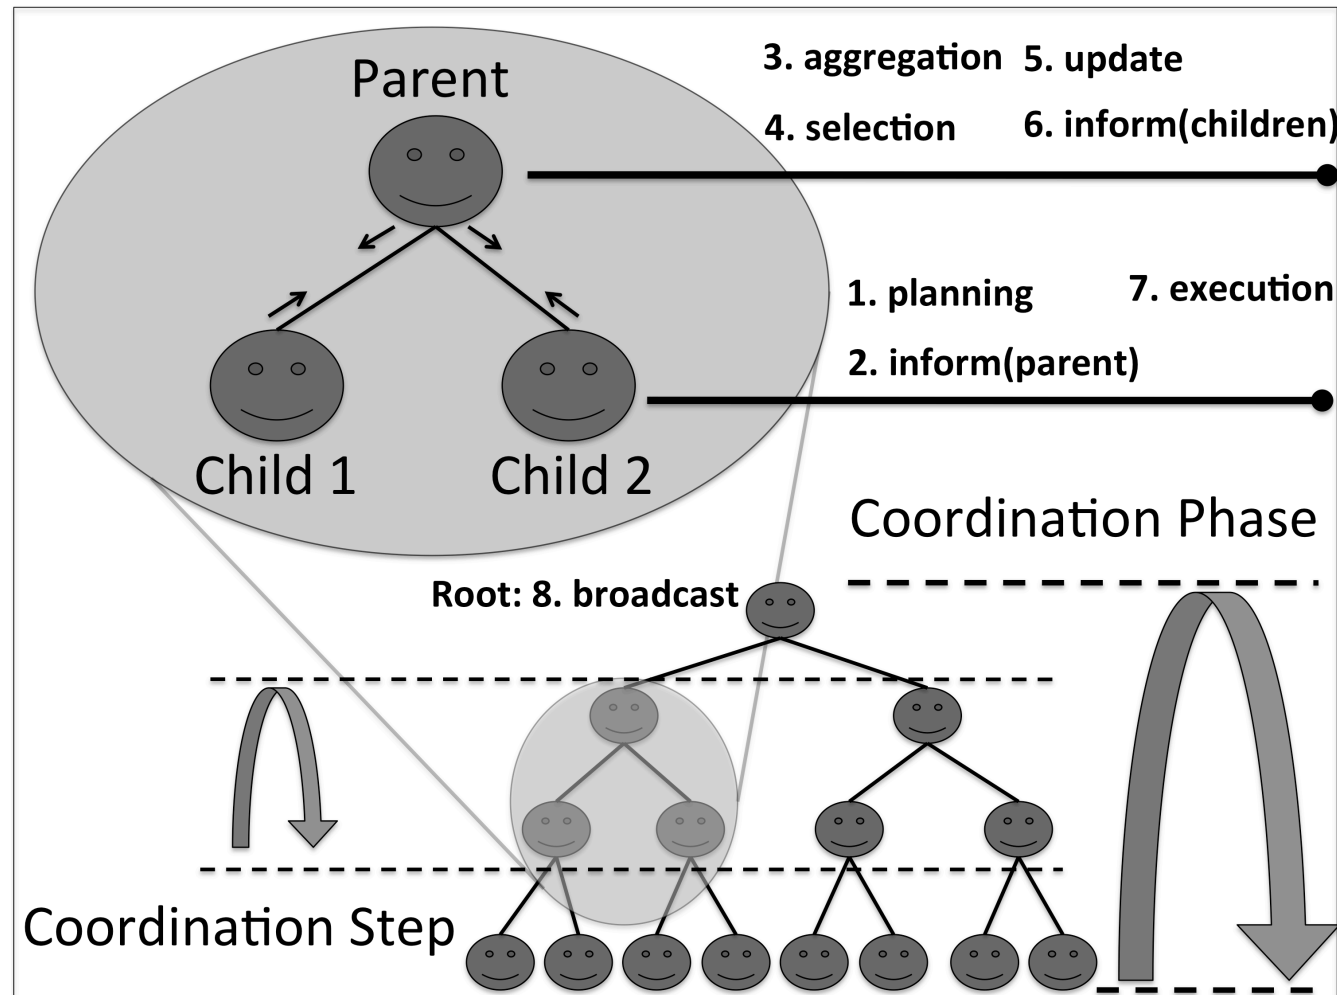 Parent
3. aggregation
5. update
4. selection
6. inform(children)
1. planning
7. execution
2. inform(parent)
Child 1
Child 2
Coordination Phase
Root: 8. broadcast
Coordination Step